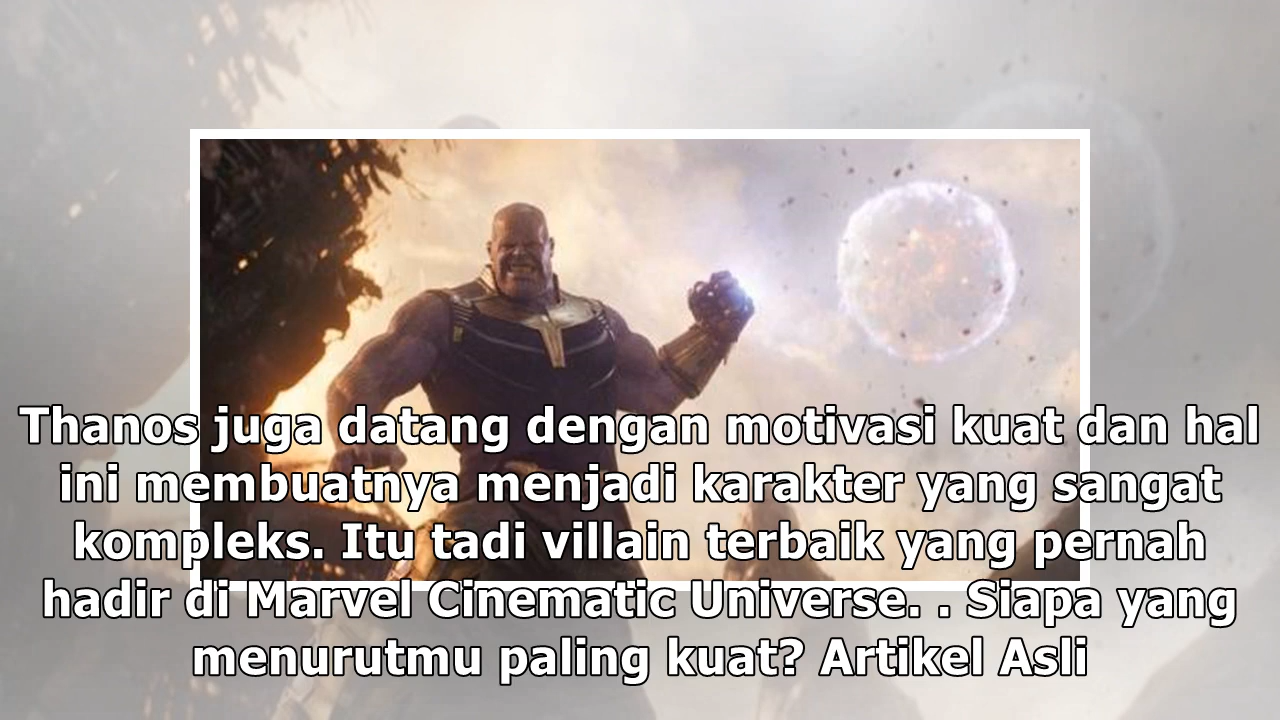 Thanos juga datang dengan motivasi kuat dan hal
ini membuatnya menjadi karakter yang sangat
kompleks. Itu tadi villain terbaik yang pernah
hadir di Marvel Cinematic Universe. . Siapa yang
menurutmu paling kuat? Artikel Asli